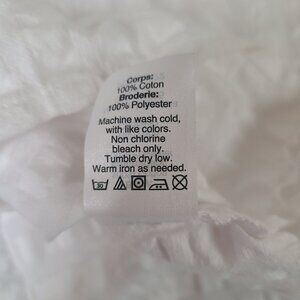 Corps:
100% Coton
Broderie:
100% Polyester
Machine wash cold,
with like colors.
Non chlorine
bleach only.
Tumble dry low.
Warm iron as needed.